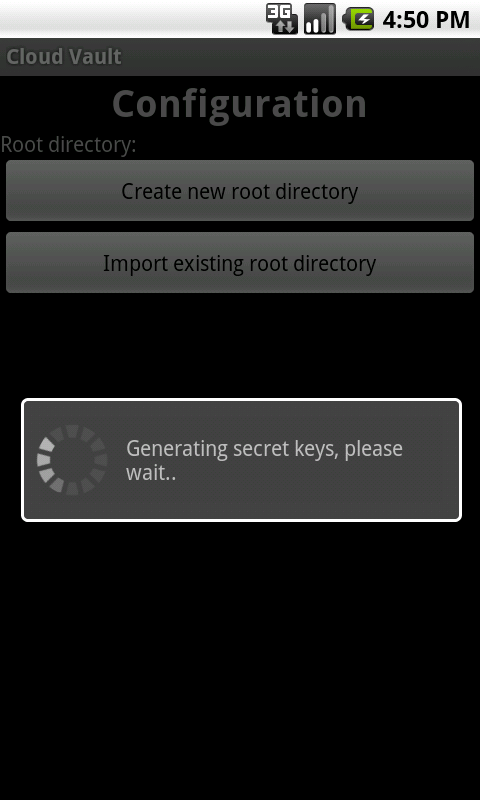 3G 4:50 PM
Cloud Vault
Configuration
Root directory:
Create new root directory
Import existing root directory
Generating secret keys, please
wait..